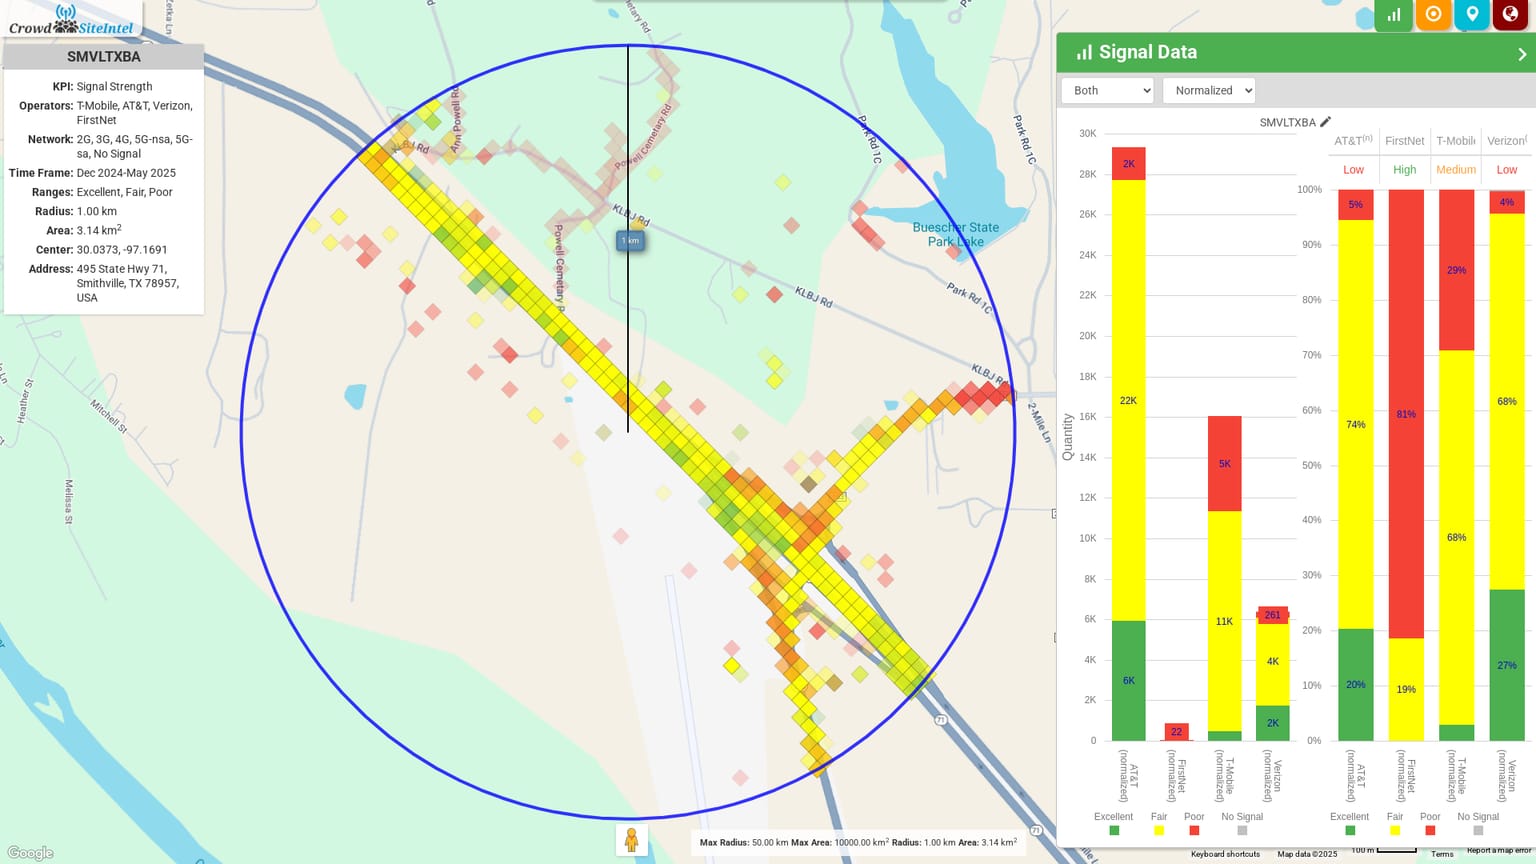 Crowd SiteIntel
SMVLTXBA
KPI: Signal Strength
Operators: T-Mobile, AT&T, Verizon,
FirstNet
Network: 2G, 3G, 4G, 5G-nsa, 5G-
sa, No Signal
Time Frame: Dec 2024-May 2025
Ranges: Excellent, Fair, Poor
Radius: 1.00 km
Area: 3.14 km²
Center: 30.0373, -97.1691
Address: 495 State Hwy 71,
Smithville, TX 78957,
USA
Ann Powell Rd
KLBJ Rd
Powell Cemetery Rd
KLBJ Rd
1 km
KLBJ Rd
KLBJ Rd
Park Rd 1C
Park Rd 1C
Park Rd 1C
Buescher State
Park Lake
2-Mile Ln
Heather St
Mitchell St
Melissa St
71
71
Google
Max Radius: 50.00 km Max Area: 10000.00 km² Radius: 1.00 km Area: 3.14 km²
Signal Data
Both
Normalized
SMVLTXBA
30K
28K
26K
24K
22K
20K
18K
16K
14K
12K
10K
8K
6K
4K
2K
0
Quantity
2K
22K
6K
22
5K
11K
261
4K
2K
AT&T
(normalized)
FirstNet
(normalized)
T-Mobile
(normalized)
Verizon
(normalized)
Excellent
Fair
Poor
No Signal
AT&T(n)
FirstNet
T-Mobile
Verizon(
Low
High
Medium
Low
100%
90%
80%
70%
60%
50%
40%
30%
20%
10%
0%
5%
74%
20%
81%
19%
29%
68%
4%
68%
27%
AT&T
(normalized)
FirstNet
(normalized)
T-Mobile
(normalized)
Verizon
(normalized)
Excellent
Fair
Poor
No Signal
Keyboard shortcuts
Map data ©2025
100 m
Terms
Report a map error